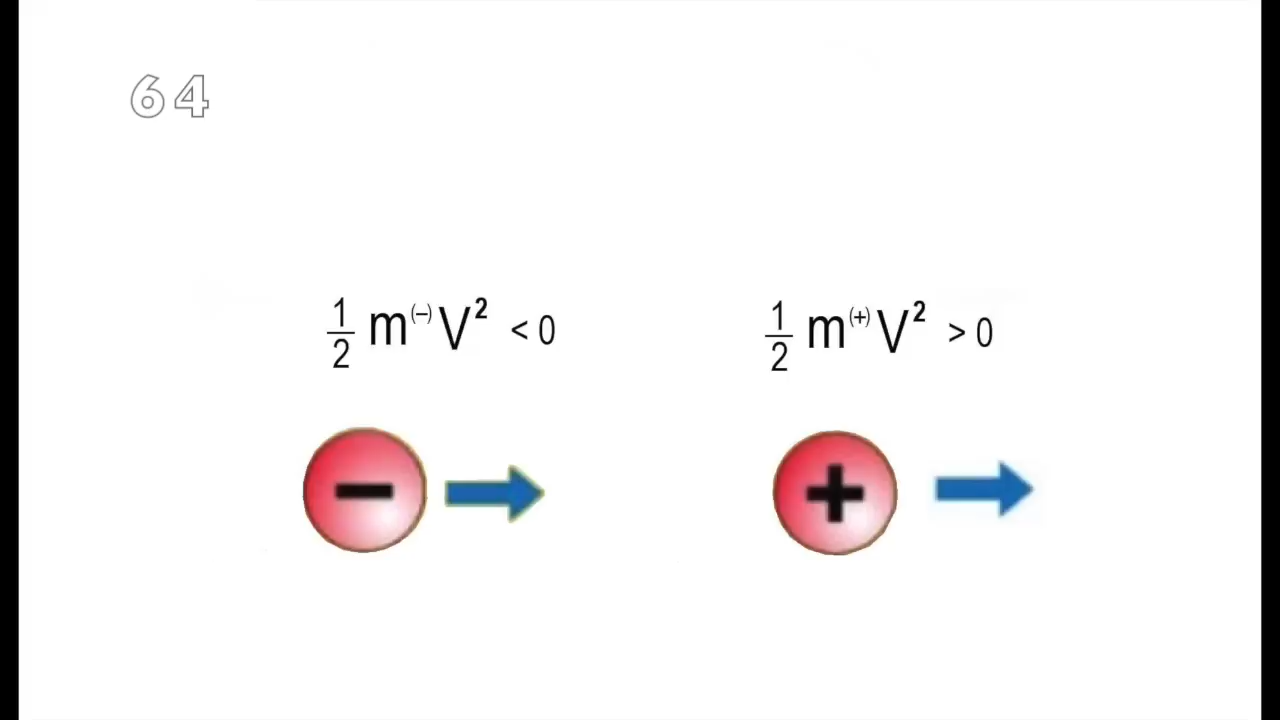 64
1/2 m⁽⁻⁾V² < 0
1/2 m⁽⁺⁾V² > 0
− +